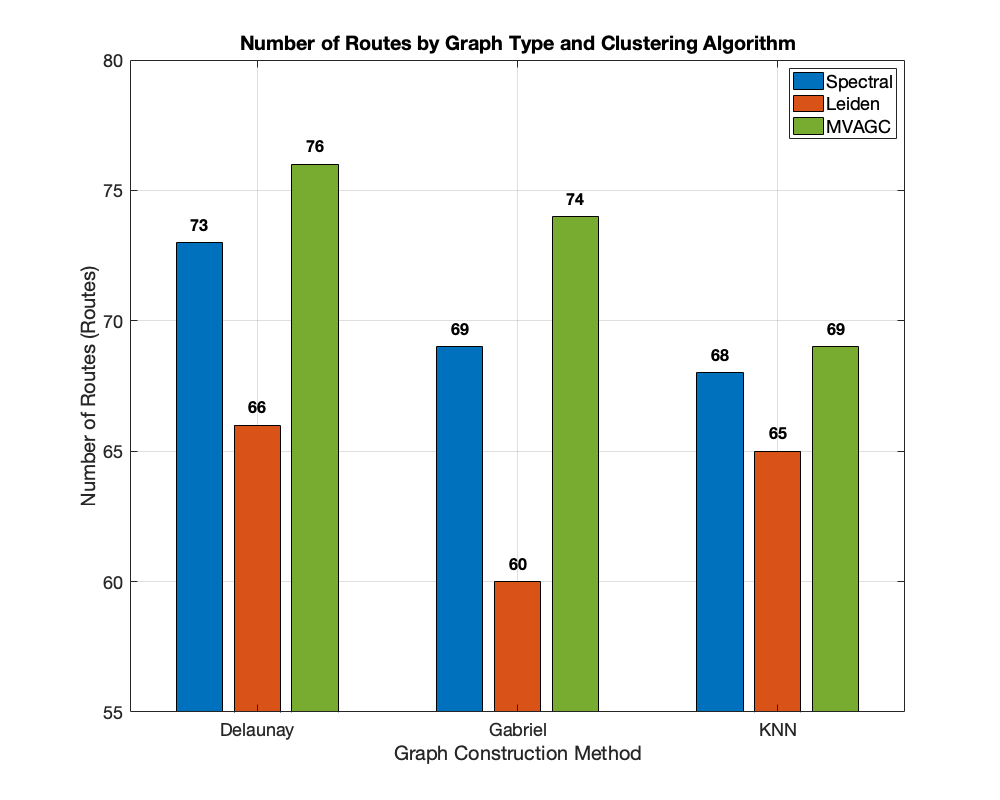 Number of Routes by Graph Type and Clustering Algorithm
80
75
70
65
60
55
Number of Routes (Routes)
Spectral
Leiden
MVAGC
73
66
76
69
60
74
68
65
69
Delaunay
Gabriel
KNN
Graph Construction Method